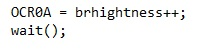 OCR0A = brhightness++;
wait();